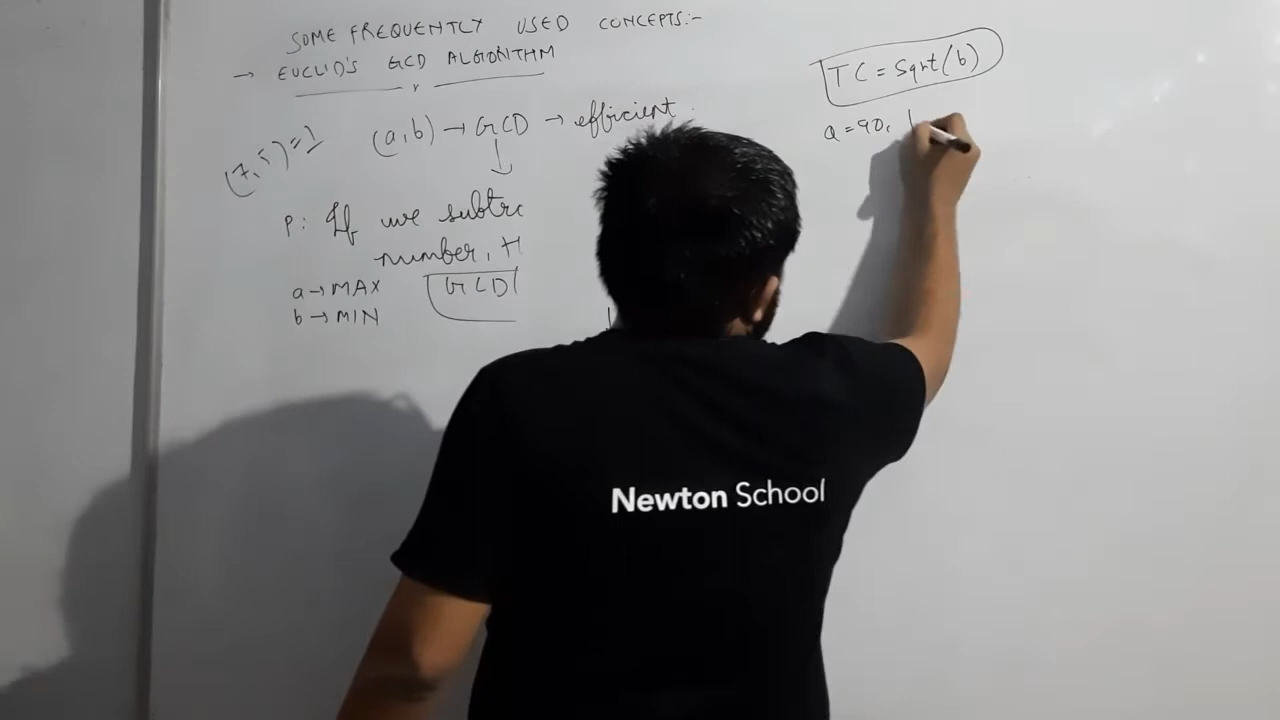 SOME FREQUENTLY USED CONCEPTS:-
→ EUCLID'S GCD ALGORITHM
(a,b) → GCD → efficient.
(7,5)=1
P: If we subtrc
number, H
a→MAX
b→MIN
GCD(
TC = Sqrt(b)
a=90, b
Newton School